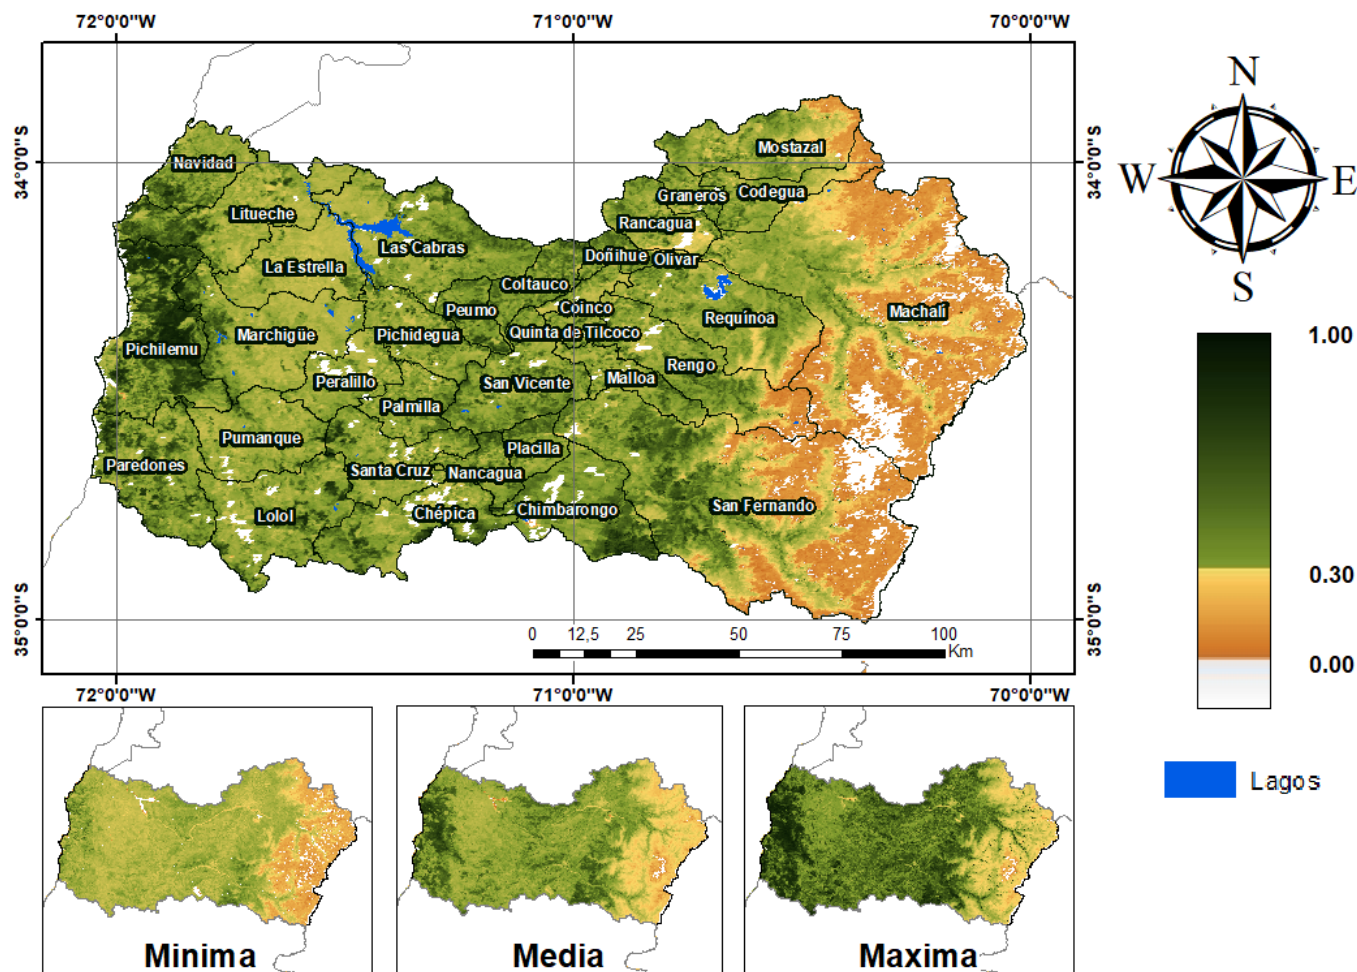 72°0'0"W
71°0'0"W
70°0'0"W
34°0'0"S
34°0'0"S
N
W
E
S
Mostazal
Navidad
Graneros
Codegua
Litueche
Rancagua
Las Cabras
Doñihue
Olivar
La Estrella
Coltauco
Peumo
Coinco
Requínoa
Machalí
Marchigüe
Pichidegua
Quinta de Tilcoco
Pichilemu
Rengo
Peralillo
San Vicente
Malloa
Palmilla
Pumanque
Placilla
Paredones
Santa Cruz
Nancagua
San Fernando
Lolol
Chépica
Chimbarongo
1.00
0.30
0.00
Lagos
35°0'0"S
35°0'0"S
0
12,5
25
50
75
100
Km
72°0'0"W
71°0'0"W
70°0'0"W
Minima
Media
Maxima